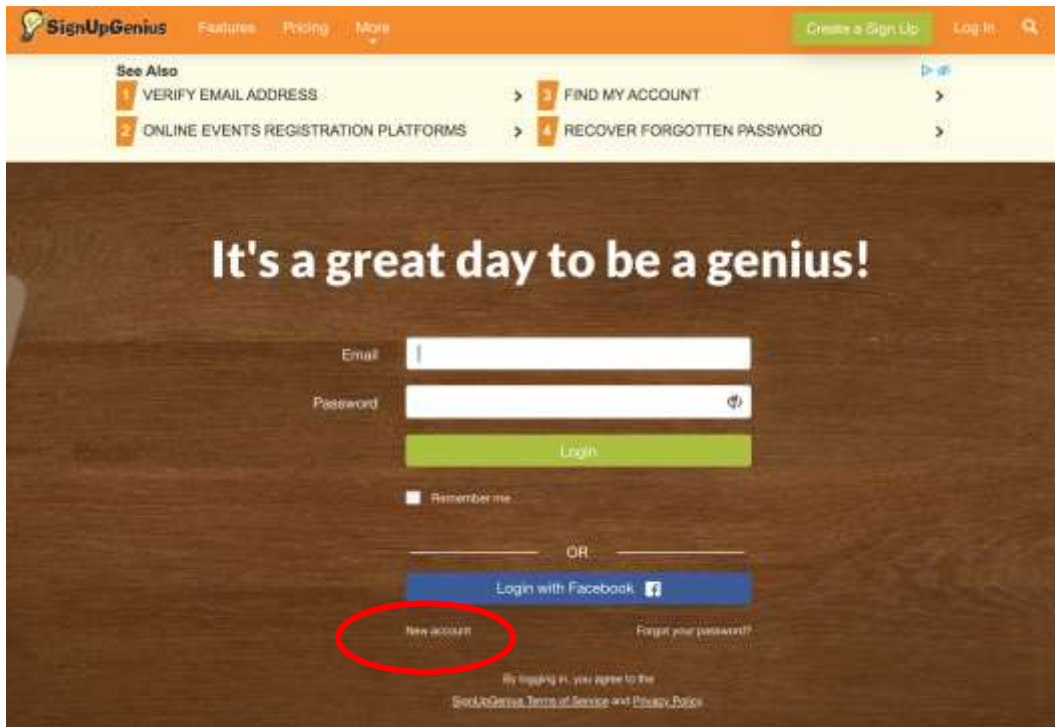 SignUpGenius Features Pricing More Create a Sign Up Log In
See Also
1 VERIFY EMAIL ADDRESS
3 FIND MY ACCOUNT
2 ONLINE EVENTS REGISTRATION PLATFORMS
4 RECOVER FORGOTTEN PASSWORD
It's a great day to be a genius!
Email
Password
Login
Remember me
OR
Login with Facebook
New account Forgot your password?
By logging in, you agree to the
SignUpGenius Terms of Service and Privacy Policy.